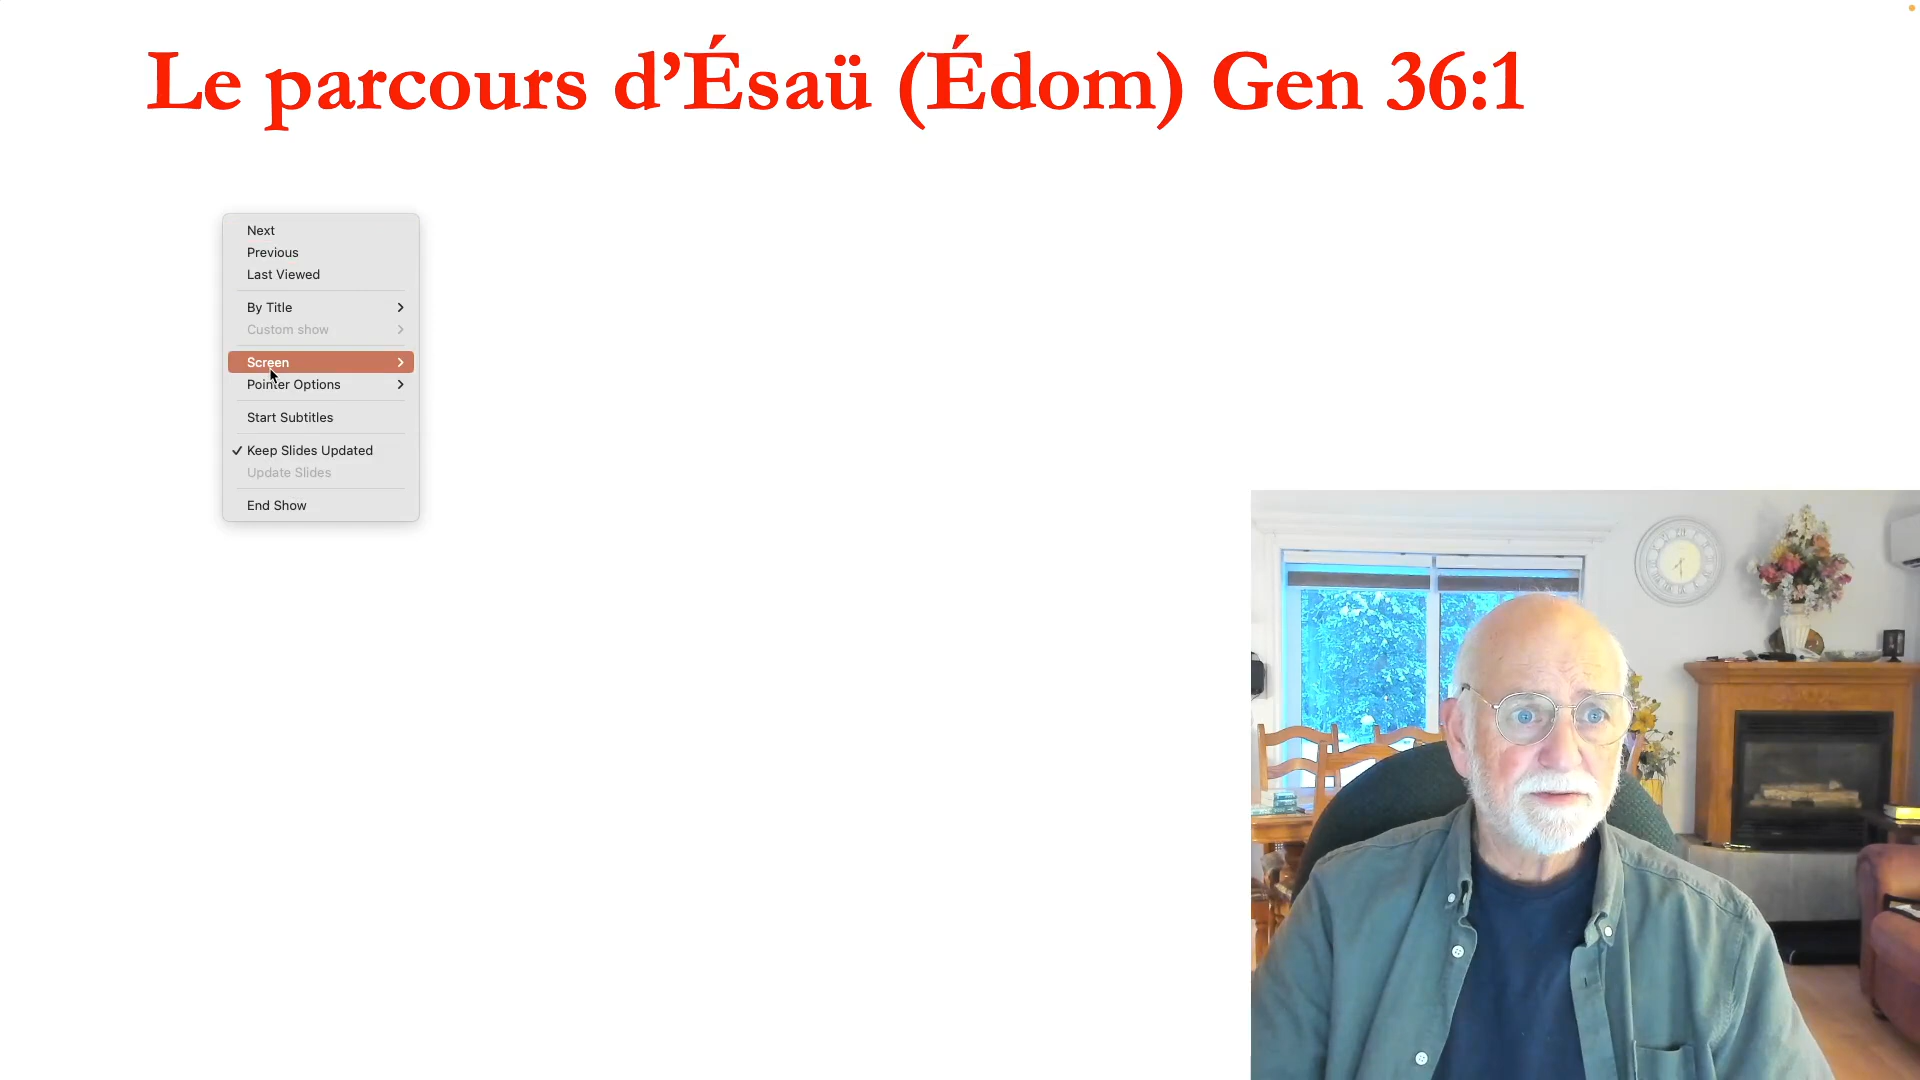 Le parcours d’Ésaü (Édom) Gen 36:1
Next
Previous
Last Viewed
By Title
Custom show
Screen
Pointer Options
Start Subtitles
Keep Slides Updated
Update Slides
End Show